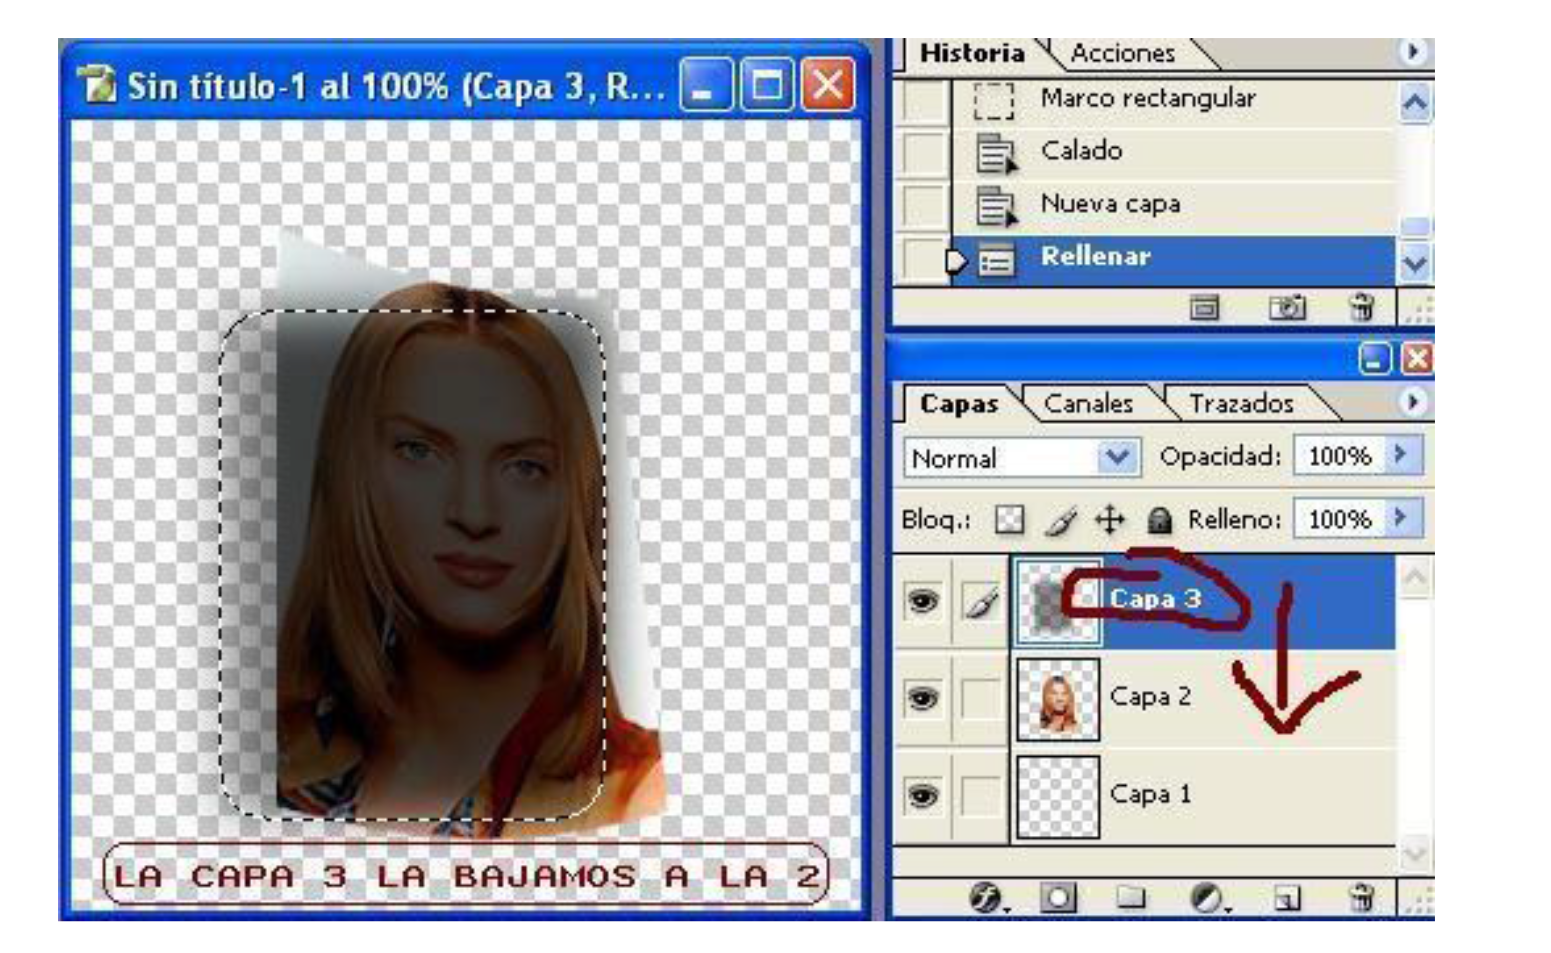 Sin título-1 al 100% (Capa 3, R...
LA CAPA 3 LA BAJAMOS A LA 2
Historia
Acciones
Marco rectangular
Calado
Nueva capa
Rellenar
Capas
Canales
Trazados
Normal
Opacidad: 100%
Bloq.:
Relleno: 100%
Capa 3
Capa 2
Capa 1